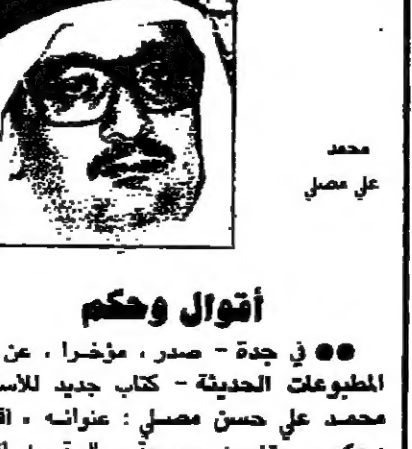 محمد
علي مصلي
أقوال وحكم
●● في جدة - صدر ، مؤخرا ، عن
المطبوعات الحديثة - كتاب جديد للأس
محمد علي حسن مصلي : عنوانه ، اق